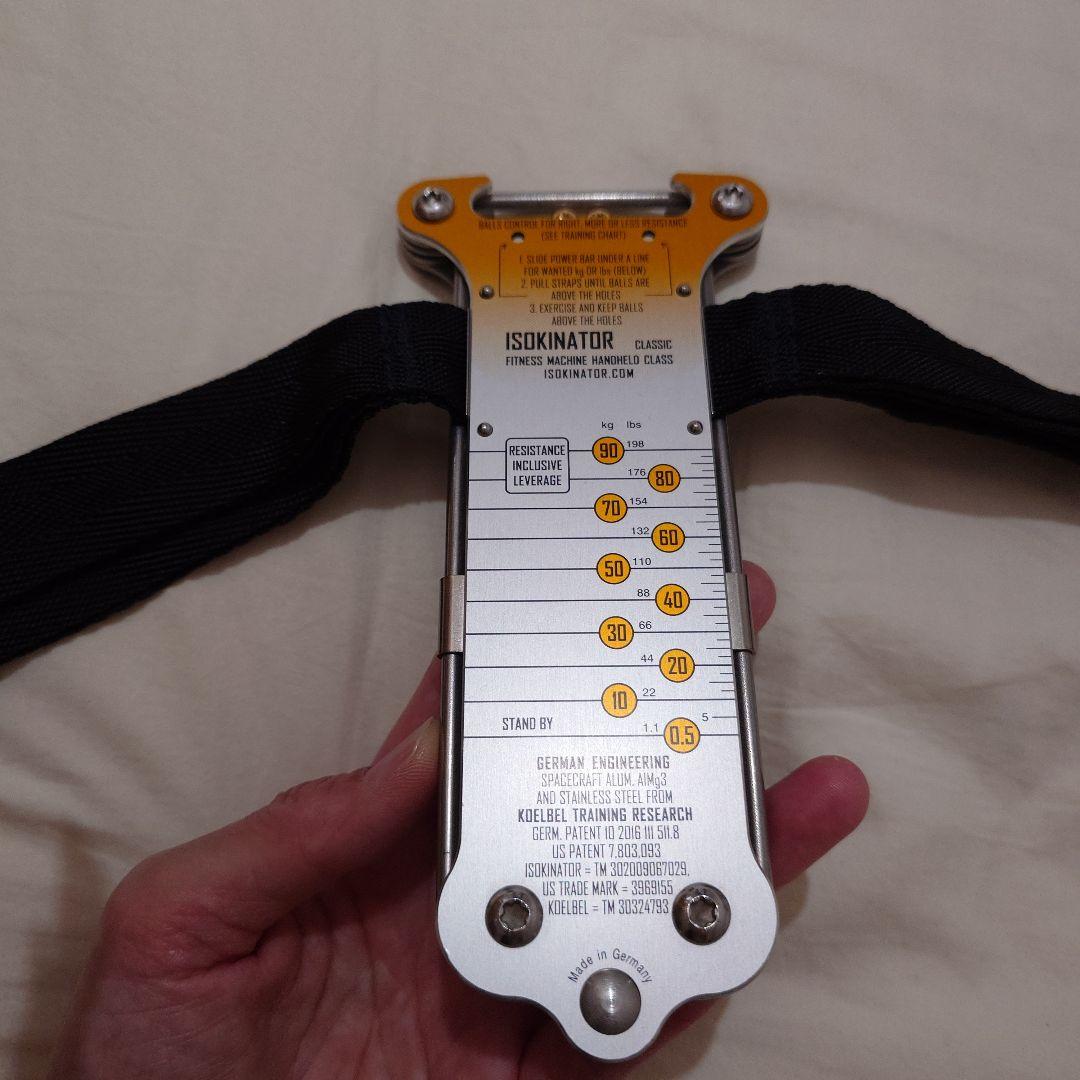 BALLS CONTROL FOR RIGHT, MORE OR LESS RESISTANCE
(SEE TRAINING CHART)
1. SLIDE POWER BAR UNDER A LINE
FOR WANTED kg OR lbs (BELOW)
2. PULL STRAPS UNTIL BALLS ARE
ABOVE THE HOLES
3. EXERCISE AND KEEP BALLS
ABOVE THE HOLES
ISOKINATOR CLASSIC
FITNESS MACHINE HANDHELD CLASS
ISOKINATOR.COM
kg lbs
RESISTANCE
INCLUSIVE
LEVERAGE
90 198
176 80
70 154
132 60
50 110
88 40
30 66
44 20
10 22
STAND BY
5
1.1 0.5
GERMAN ENGINEERING
SPACECRAFT ALUM. AlMg3
AND STAINLESS STEEL FROM
KOELBEL TRAINING RESEARCH
GERM. PATENT 10 2016 111 511.8
US PATENT 7,803,093
ISOKINATOR = TM 302009067029,
US TRADE MARK = 3969155
KOELBEL = TM 30324793
Made in Germany